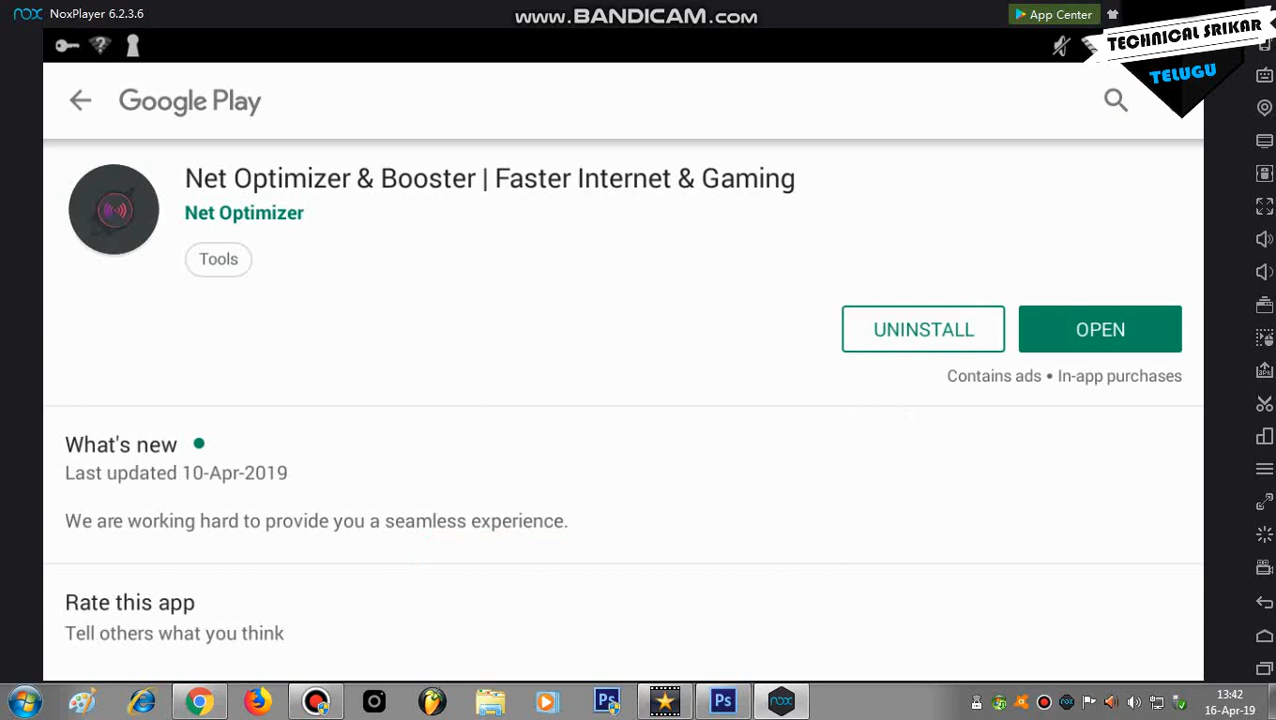 nox NoxPlayer 6.2.3.6
www.BANDICAM.com
App Center
TECHNICAL SRIKAR
TELUGU
Google Play
Net Optimizer & Booster | Faster Internet & Gaming
Net Optimizer
Tools
UNINSTALL
OPEN
Contains ads • In-app purchases
What's new
Last updated 10-Apr-2019
We are working hard to provide you a seamless experience.
Rate this app
Tell others what you think
Ps
Ps
13:42
16-Apr-19